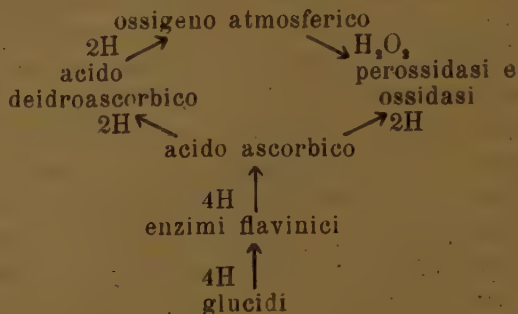 ossigeno atmosferico
2H H₂O₂
acido perossidasi e
deidroascorbico ossidasi
2H 2H
acido ascorbico
4H
enzimi flavinici
4H
glucidi